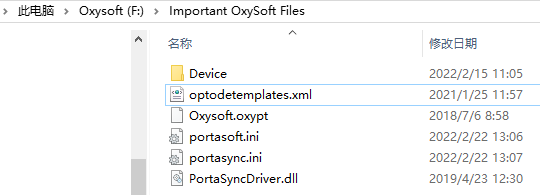 此电脑 > Oxysoft (F:) > Important OxySoft Files
名称 修改日期
Device 2022/2/15 11:05
optodetemplates.xml 2021/1/25 11:57
Oxysoft.oxypt 2018/7/6 8:58
portasoft.ini 2022/2/22 13:06
portasync.ini 2022/2/22 13:07
PortaSyncDriver.dll 2019/4/23 12:30